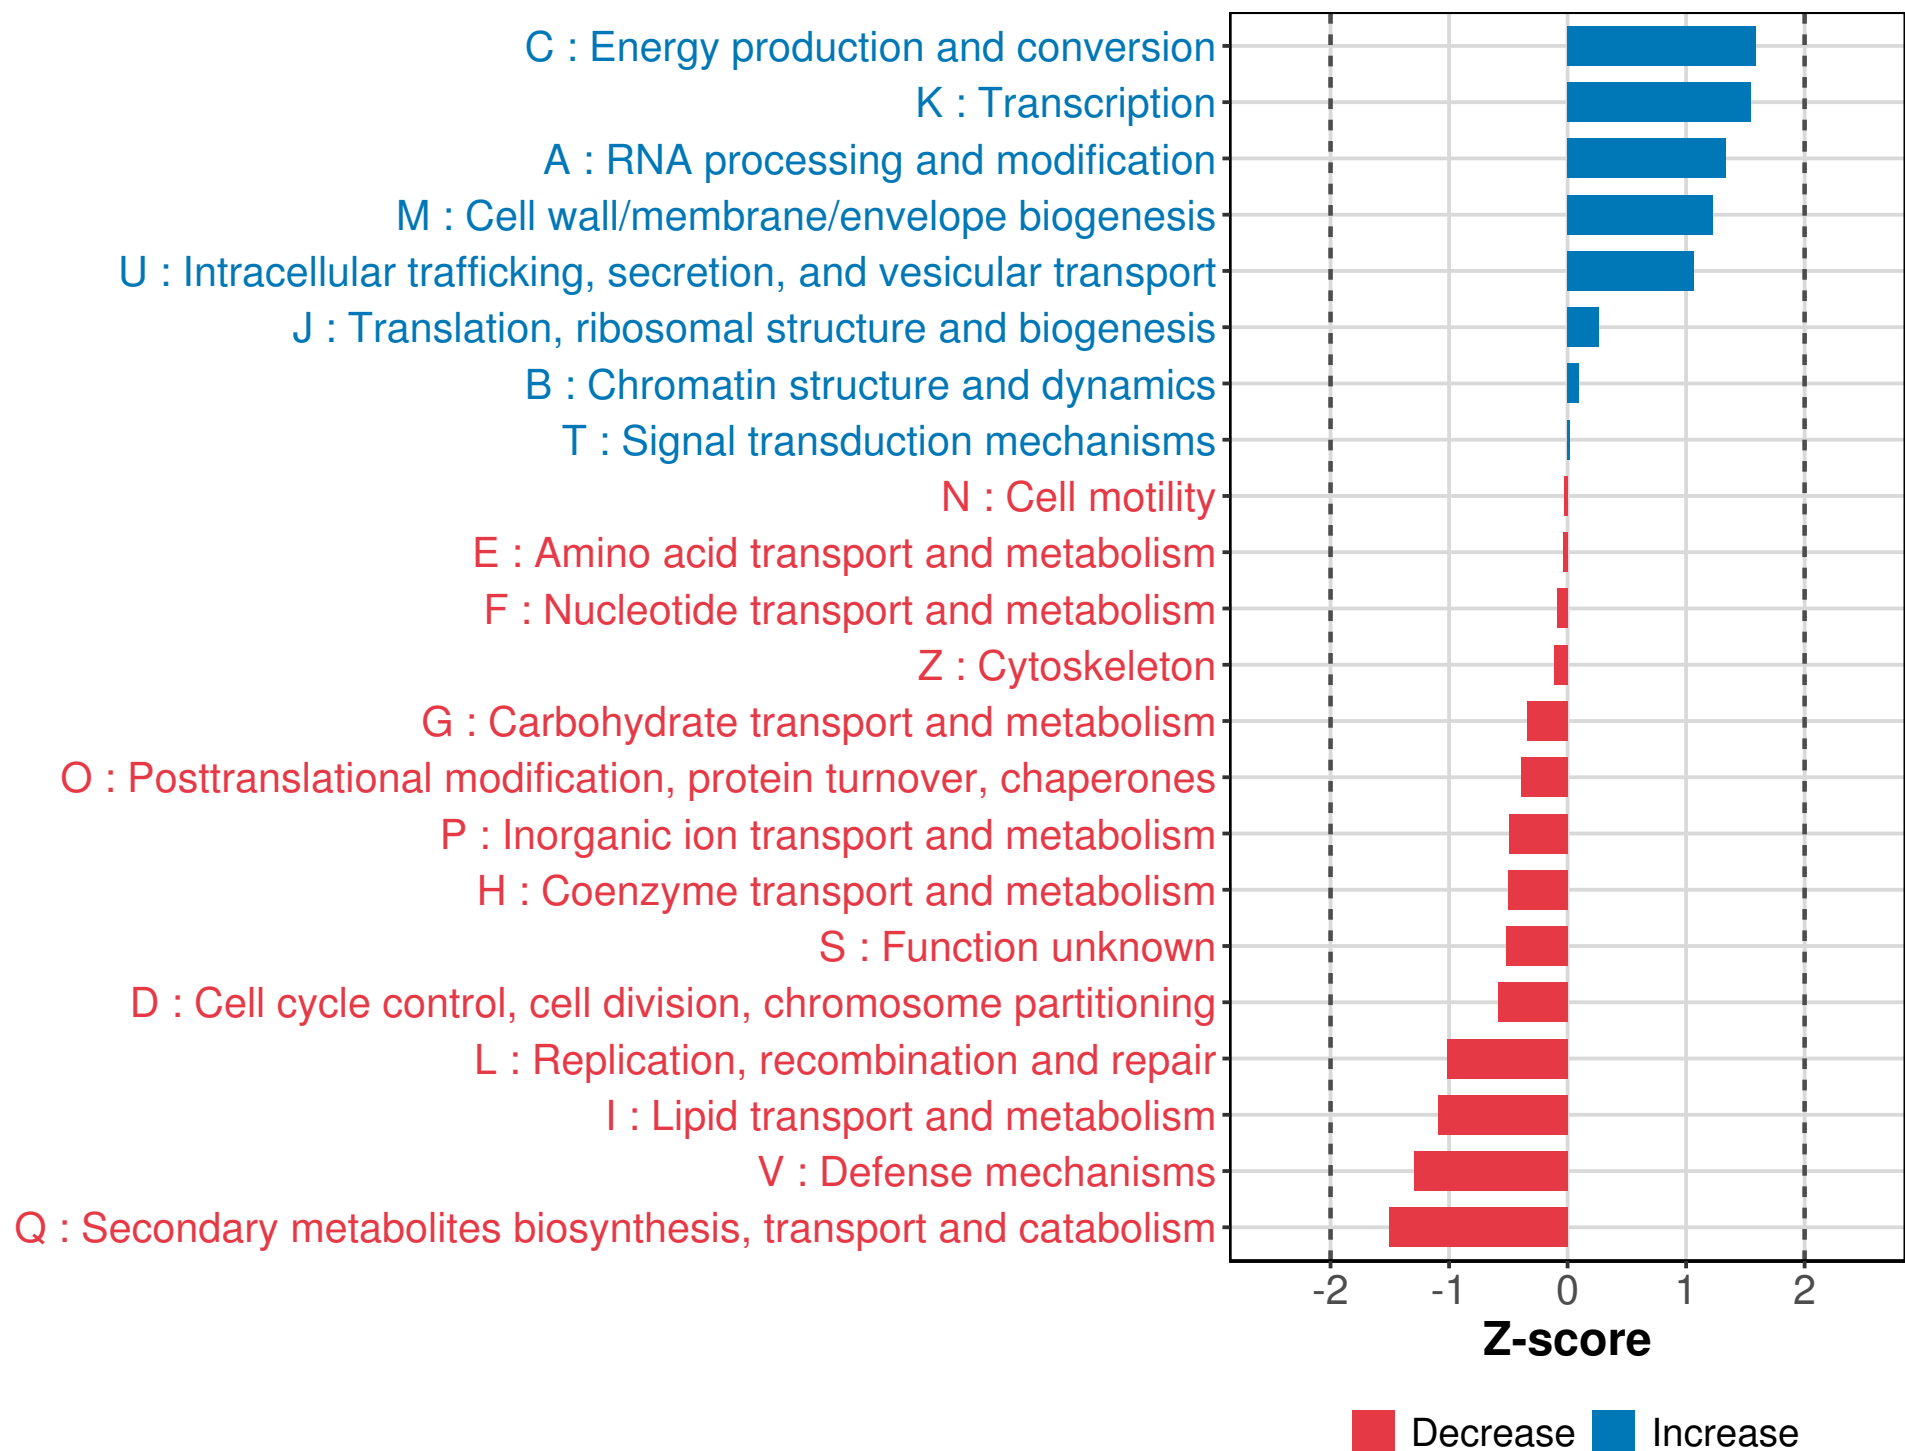 C : Energy production and conversion
K : Transcription
A : RNA processing and modification
M : Cell wall/membrane/envelope biogenesis
U : Intracellular trafficking, secretion, and vesicular transport
J : Translation, ribosomal structure and biogenesis
B : Chromatin structure and dynamics
T : Signal transduction mechanisms
N : Cell motility
E : Amino acid transport and metabolism
F : Nucleotide transport and metabolism
Z : Cytoskeleton
G : Carbohydrate transport and metabolism
O : Posttranslational modification, protein turnover, chaperones
P : Inorganic ion transport and metabolism
H : Coenzyme transport and metabolism
S : Function unknown
D : Cell cycle control, cell division, chromosome partitioning
L : Replication, recombination and repair
I : Lipid transport and metabolism
V : Defense mechanisms
Q : Secondary metabolites biosynthesis, transport and catabolism
-2 -1 0 1 2
Z-score
Decrease Increase